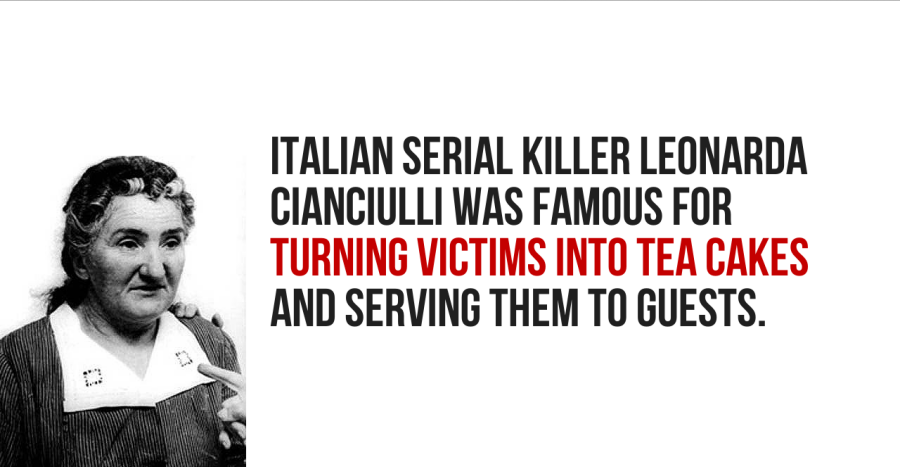 ITALIAN SERIAL KILLER LEONARDA
CIANCIULLI WAS FAMOUS FOR
TURNING VICTIMS INTO TEA CAKES
AND SERVING THEM TO GUESTS.